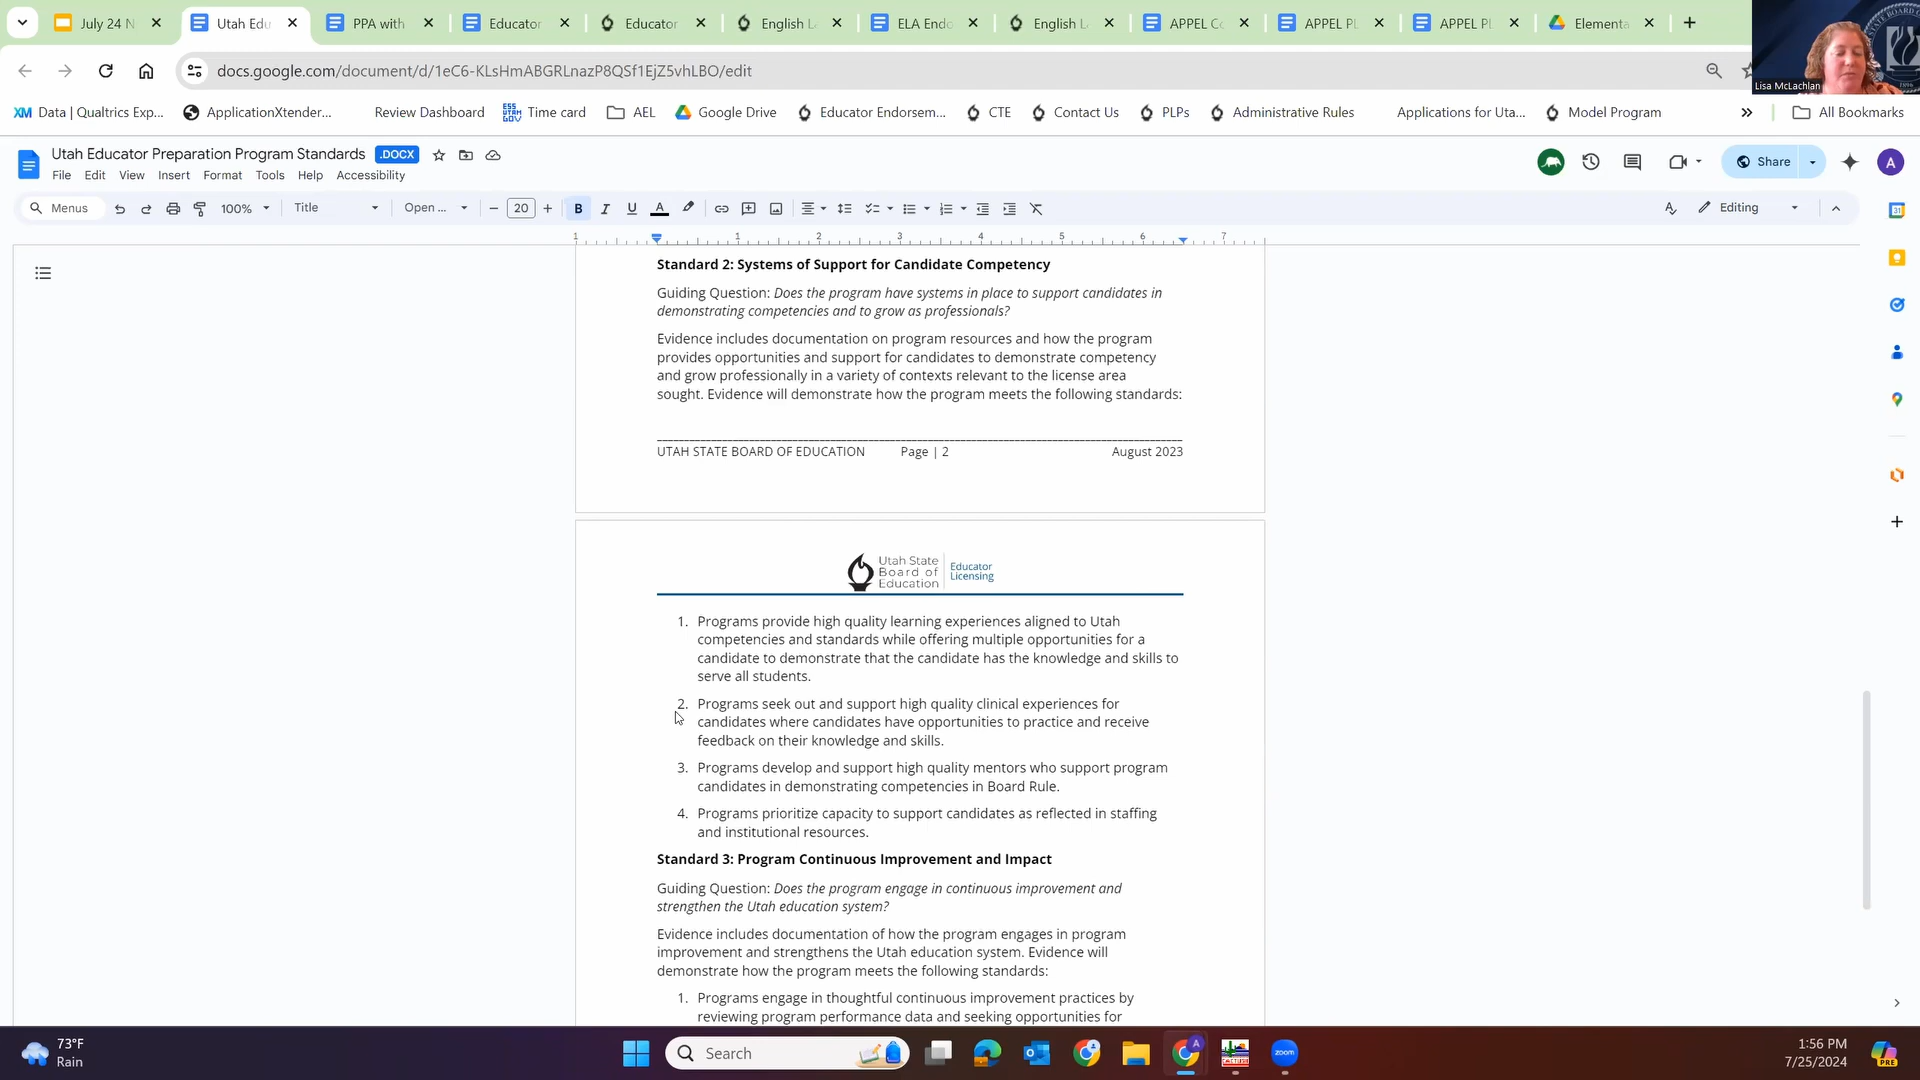 July 24 N
Utah Edu
PPA with
Educator
Educator
English L
ELA Endo
English L
APPEL Co
APPEL PL
APPEL PL
Elementa
docs.google.com/document/d/1eC6-KLsHmABGRLnazP8QSf1EjZ5vhLBO/edit
Lisa McLachlan
XM Data | Qualtrics Exp...
ApplicationXtender...
Review Dashboard
Time card
AEL
Google Drive
Educator Endorsem...
CTE
Contact Us
PLPs
Administrative Rules
Applications for Uta...
Model Program
All Bookmarks
Utah Educator Preparation Program Standards .DOCX
File Edit View Insert Format Tools Help Accessibility
Share
A
Menus
100%
Title
Open ...
20
Editing
1 1 2 3 4 5 6 7
Standard 2: Systems of Support for Candidate Competency
Guiding Question: Does the program have systems in place to support candidates in
demonstrating competencies and to grow as professionals?
Evidence includes documentation on program resources and how the program
provides opportunities and support for candidates to demonstrate competency
and grow professionally in a variety of contexts relevant to the license area
sought. Evidence will demonstrate how the program meets the following standards:
UTAH STATE BOARD OF EDUCATION Page | 2 August 2023
Utah State
Board of
Education
Educator
Licensing
1. Programs provide high quality learning experiences aligned to Utah
competencies and standards while offering multiple opportunities for a
candidate to demonstrate that the candidate has the knowledge and skills to
serve all students.
2. Programs seek out and support high quality clinical experiences for
candidates where candidates have opportunities to practice and receive
feedback on their knowledge and skills.
3. Programs develop and support high quality mentors who support program
candidates in demonstrating competencies in Board Rule.
4. Programs prioritize capacity to support candidates as reflected in staffing
and institutional resources.
Standard 3: Program Continuous Improvement and Impact
Guiding Question: Does the program engage in continuous improvement and
strengthen the Utah education system?
Evidence includes documentation of how the program engages in program
improvement and strengthens the Utah education system. Evidence will
demonstrate how the program meets the following standards:
1. Programs engage in thoughtful continuous improvement practices by
reviewing program performance data and seeking opportunities for
73°F
Rain
Search
zoom
1:56 PM
7/25/2024
PRE